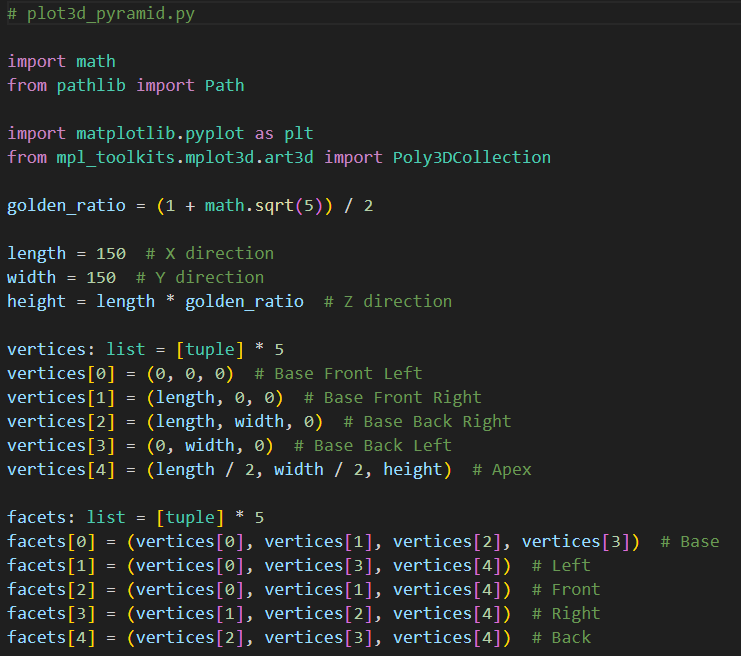 # plot3d_pyramid.py
import math
from pathlib import Path
import matplotlib.pyplot as plt
from mpl_toolkits.mplot3d.art3d import Poly3DCollection
golden_ratio = (1 + math.sqrt(5)) / 2
length = 150  # X direction
width = 150  # Y direction
height = length * golden_ratio  # Z direction
vertices: list = [tuple] * 5
vertices[0] = (0, 0, 0)  # Base Front Left
vertices[1] = (length, 0, 0)  # Base Front Right
vertices[2] = (length, width, 0)  # Base Back Right
vertices[3] = (0, width, 0)  # Base Back Left
vertices[4] = (length / 2, width / 2, height)  # Apex
facets: list = [tuple] * 5
facets[0] = (vertices[0], vertices[1], vertices[2], vertices[3])  # Base
facets[1] = (vertices[0], vertices[3], vertices[4])  # Left
facets[2] = (vertices[0], vertices[1], vertices[4])  # Front
facets[3] = (vertices[1], vertices[2], vertices[4])  # Right
facets[4] = (vertices[2], vertices[3], vertices[4])  # Back